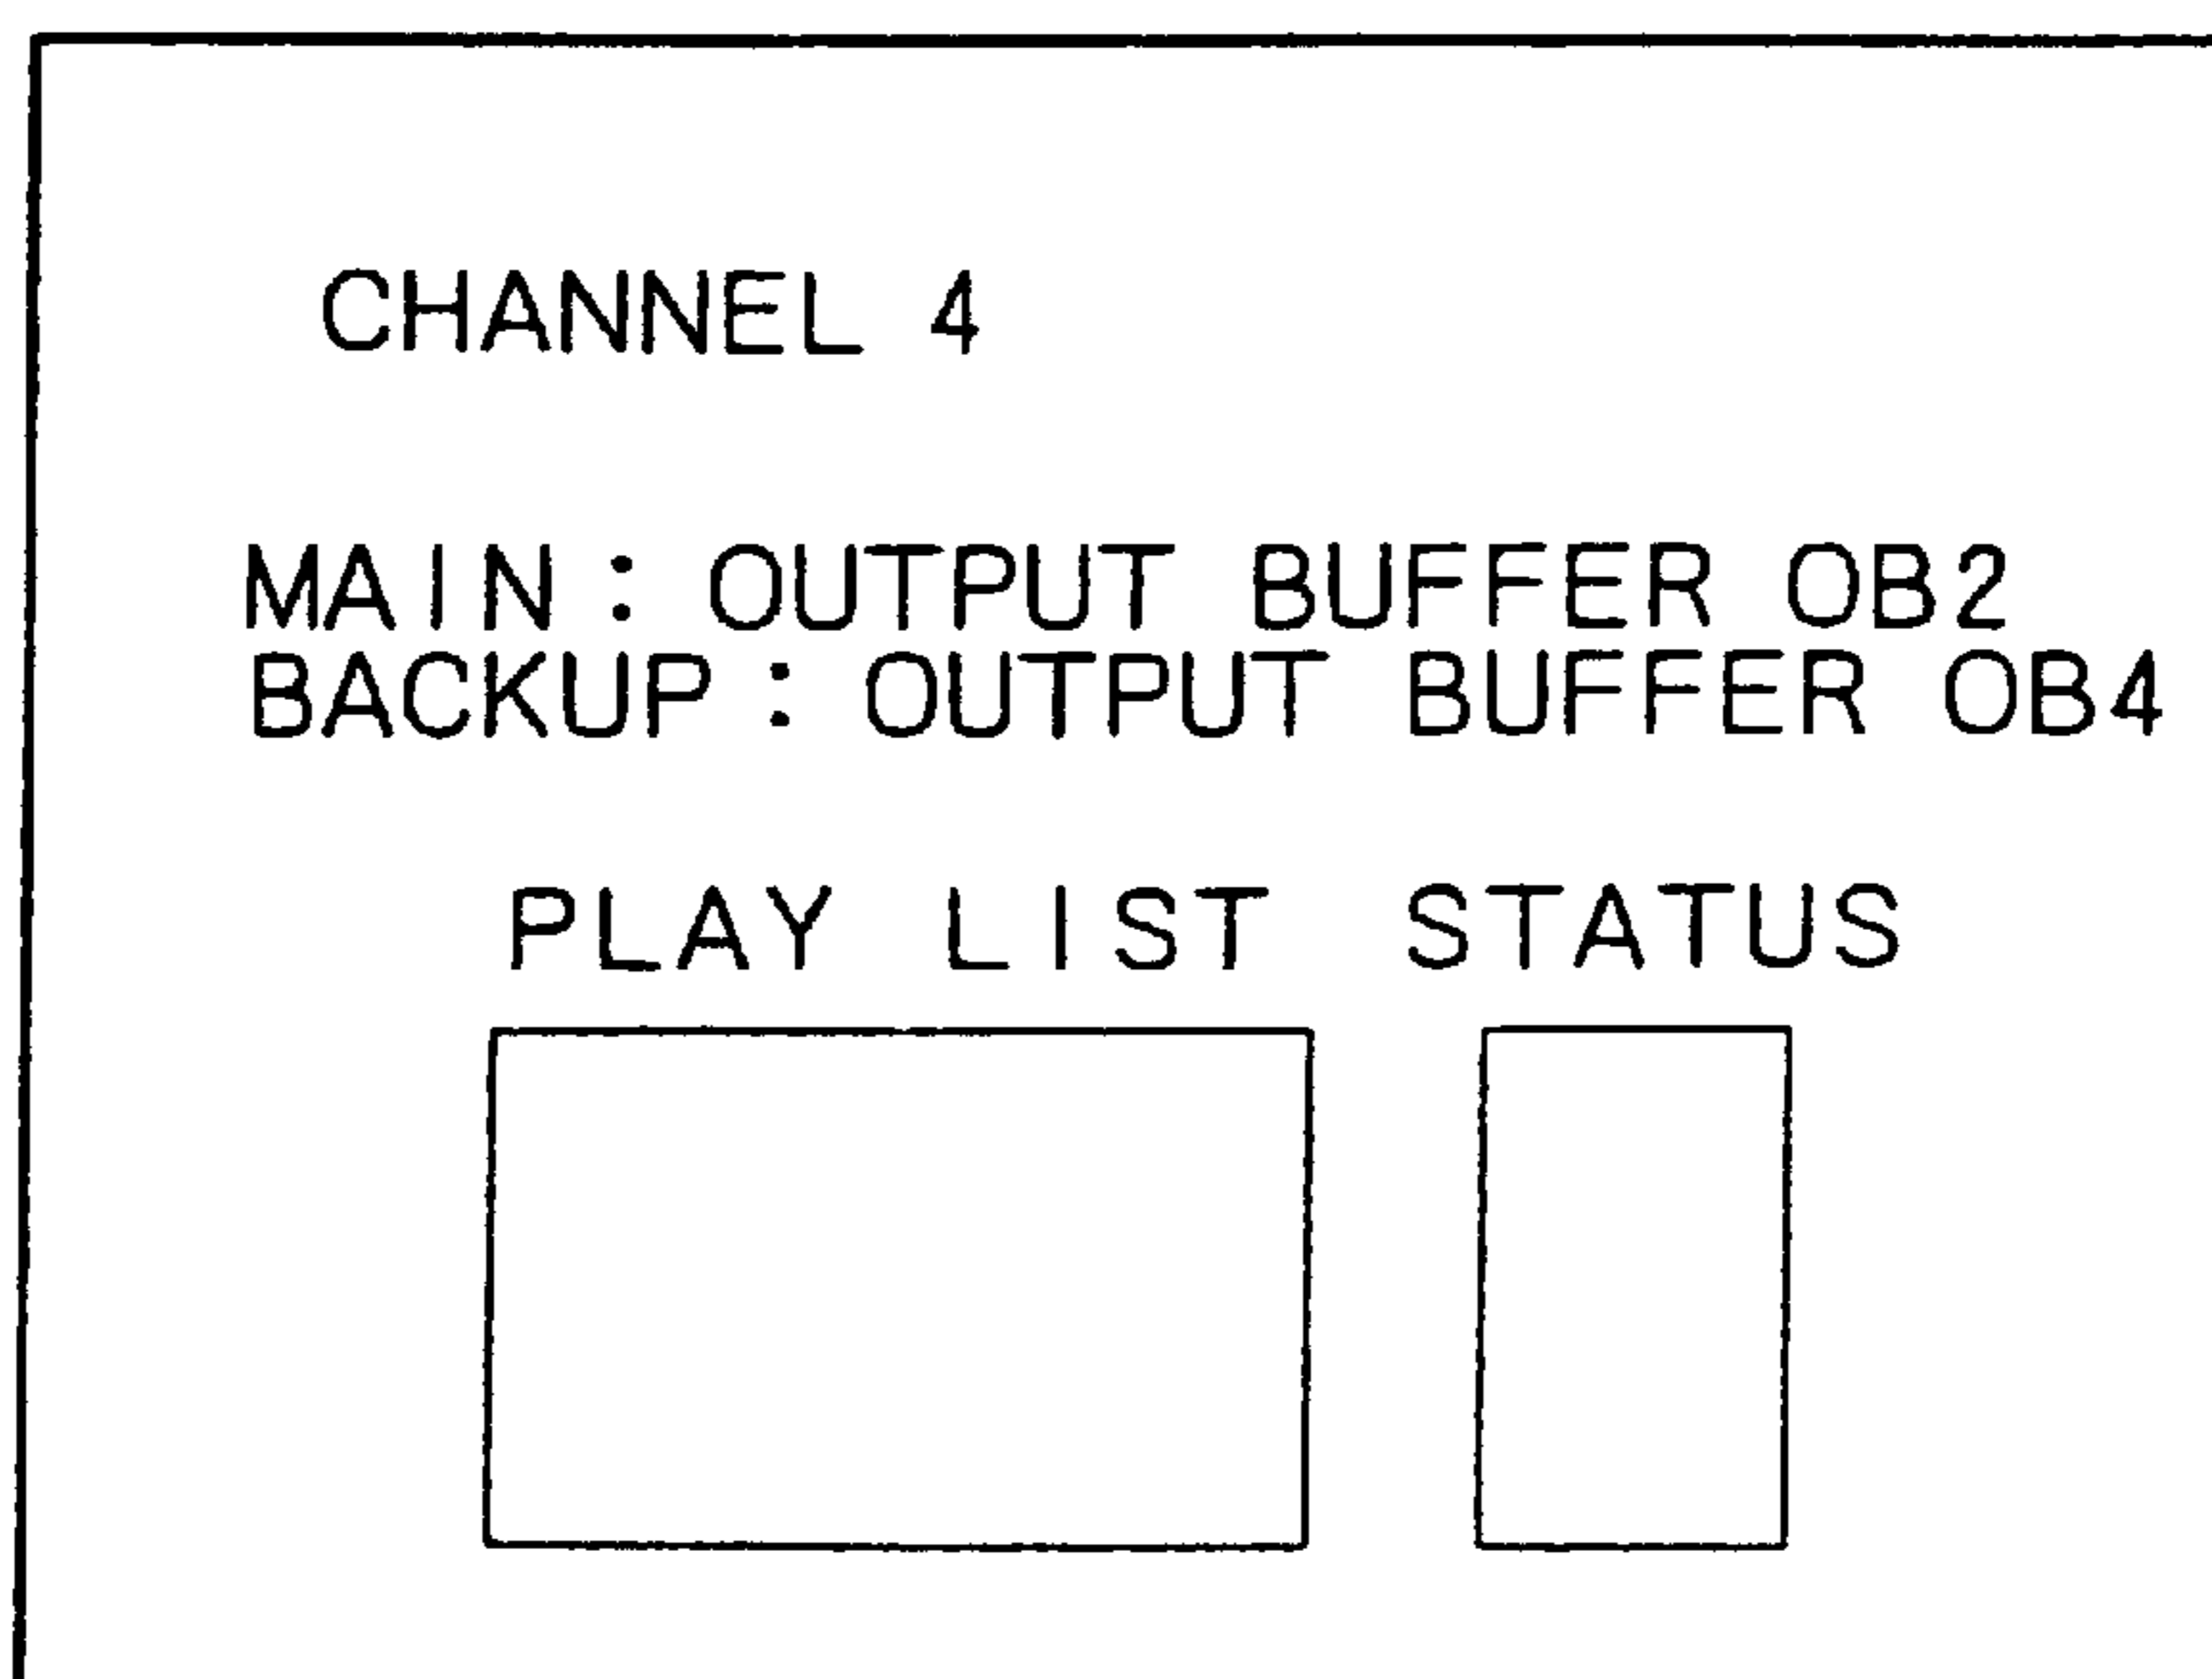 CHANNEL 4
MAIN: OUTPUT BUFFER OB2
BACKUP: OUTPUT BUFFER OB4
PLAY LIST STATUS